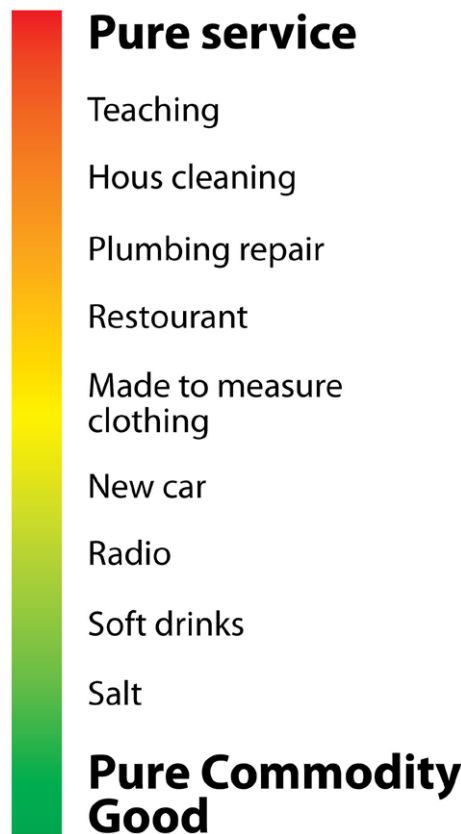 Pure service
Teaching
Hous cleaning
Plumbing repair
Restourant
Made to measure
clothing
New car
Radio
Soft drinks
Salt
Pure Commodity
Good